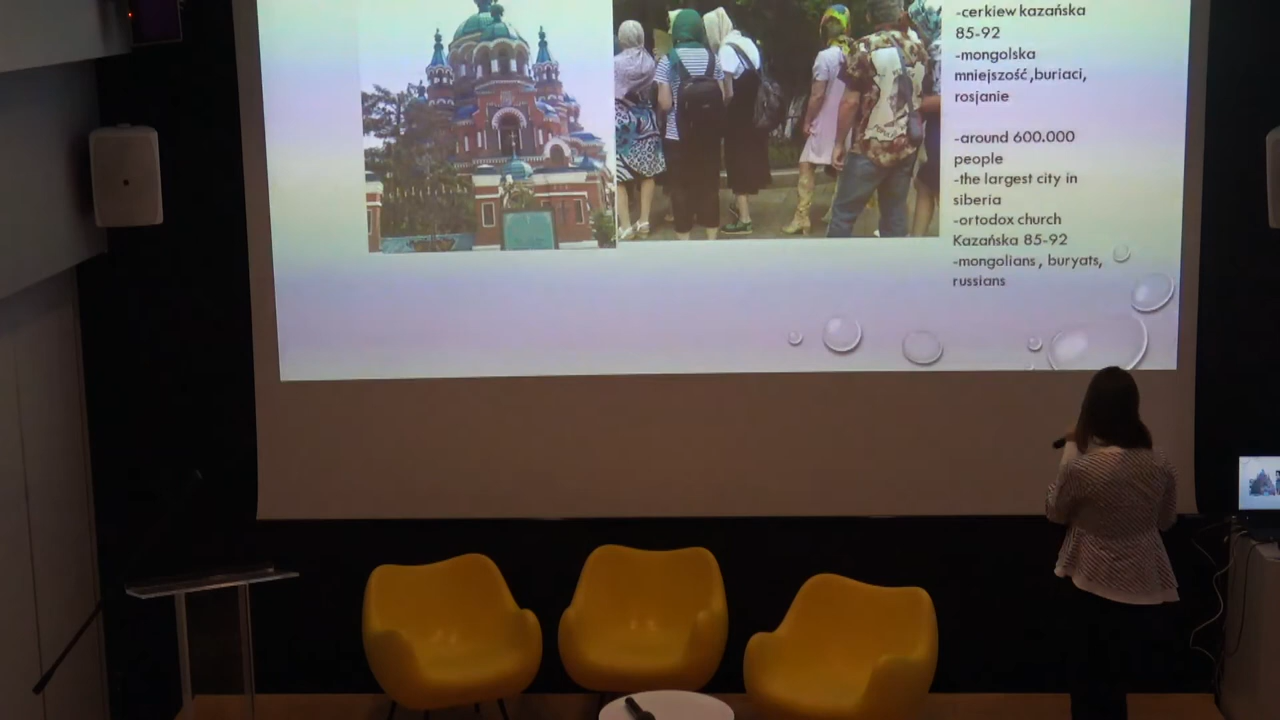 -cerkiew kazańska
85-92
-mongolska
mniejszość,buriaci,
rosjanie
-around 600.000
people
-the largest city in
siberia
-ortodox church
Kazańska 85-92
-mongolians, buryats,
russians